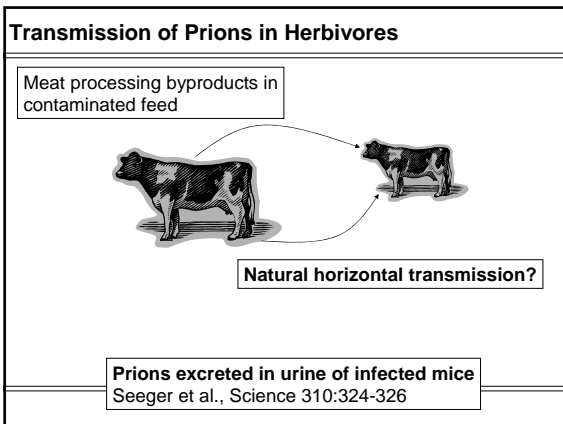 Transmission of Prions in Herbivores
Meat processing byproducts in
contaminated feed
Natural horizontal transmission?
Prions excreted in urine of infected mice
Seeger et al., Science 310:324-326